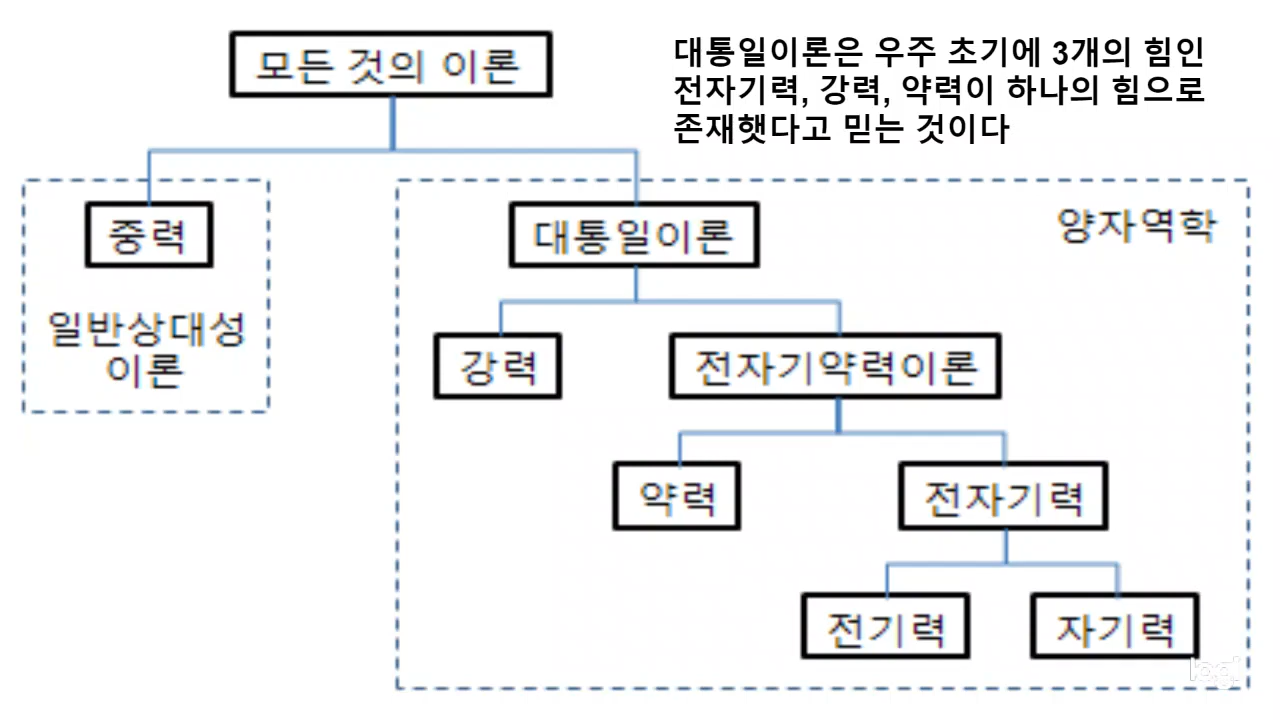 모든 것의 이론
대통일이론은 우주 초기에 3개의 힘인
전자기력, 강력, 약력이 하나의 힘으로
존재햇다고 믿는 것이다
중력
대통일이론
양자역학
일반상대성
이론
강력
전자기약력이론
약력
전자기력
전기력
자기력